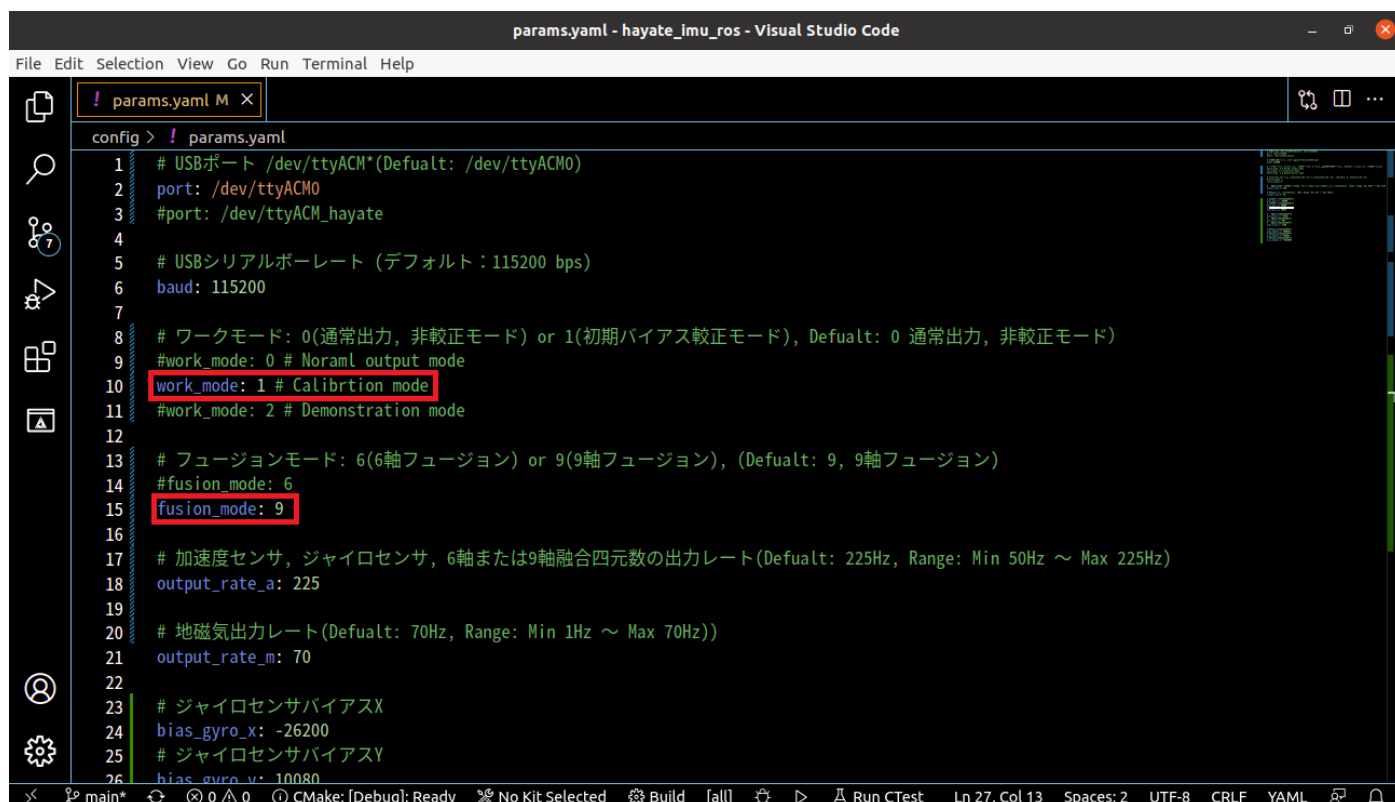 params.yaml - hayate_imu_ros - Visual Studio Code
File Edit Selection View Go Run Terminal Help
! params.yaml M
config > ! params.yaml
1 # USBポート /dev/ttyACM*(Defualt: /dev/ttyACM0)
2 port: /dev/ttyACM0
3 #port: /dev/ttyACM_hayate
4
5 # USBシリアルボーレート (デフォルト：115200 bps)
6 baud: 115200
7
8 # ワークモード: 0(通常出力, 非較正モード) or 1(初期バイアス較正モード), Defualt: 0 通常出力, 非較正モード)
9 #work_mode: 0 # Noraml output mode
10 work_mode: 1 # Calibrtion mode
11 #work_mode: 2 # Demonstration mode
12
13 # フュージョンモード: 6(6軸フュージョン) or 9(9軸フュージョン), (Defualt: 9, 9軸フュージョン)
14 #fusion_mode: 6
15 fusion_mode: 9
16
17 # 加速度センサ, ジャイロセンサ, 6軸または9軸融合四元数の出力レート(Defualt: 225Hz, Range: Min 50Hz ～ Max 225Hz)
18 output_rate_a: 225
19
20 # 地磁気出力レート(Defualt: 70Hz, Range: Min 1Hz ～ Max 70Hz))
21 output_rate_m: 70
22
23 # ジャイロセンサバイアスX
24 bias_gyro_x: -26200
25 # ジャイロセンサバイアスY
26 bias_gyro_y: 10080
7
main* 0 0 CMake: [Debug]: Ready No Kit Selected Build [all] Run CTest Ln 27, Col 13 Spaces: 2 UTF-8 CRLF YAML